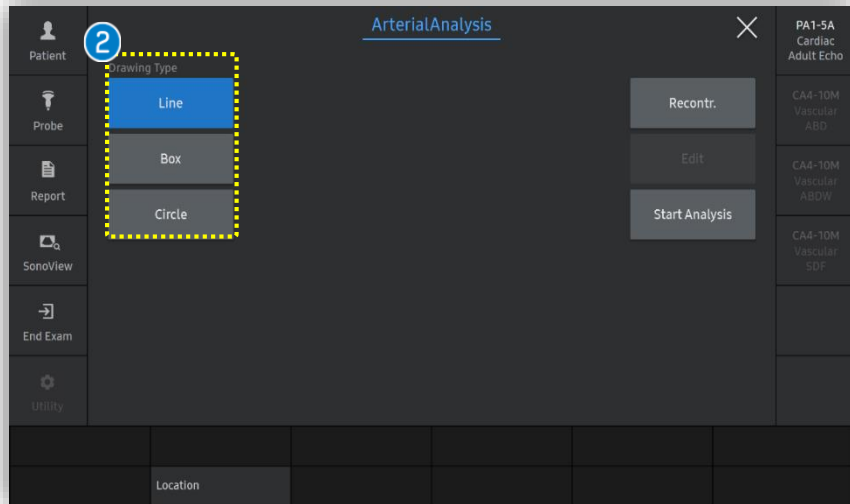 Patient
Probe
Report
SonoView
End Exam
Utility
2
ArterialAnalysis
Drawing Type
Line
Box
Circle
Recontr.
Edit
Start Analysis
PA1-5A
Cardiac
Adult Echo
CA4-10M
Vascular
ABD
CA4-10M
Vascular
ABDW
CA4-10M
Vascular
SDF
Location